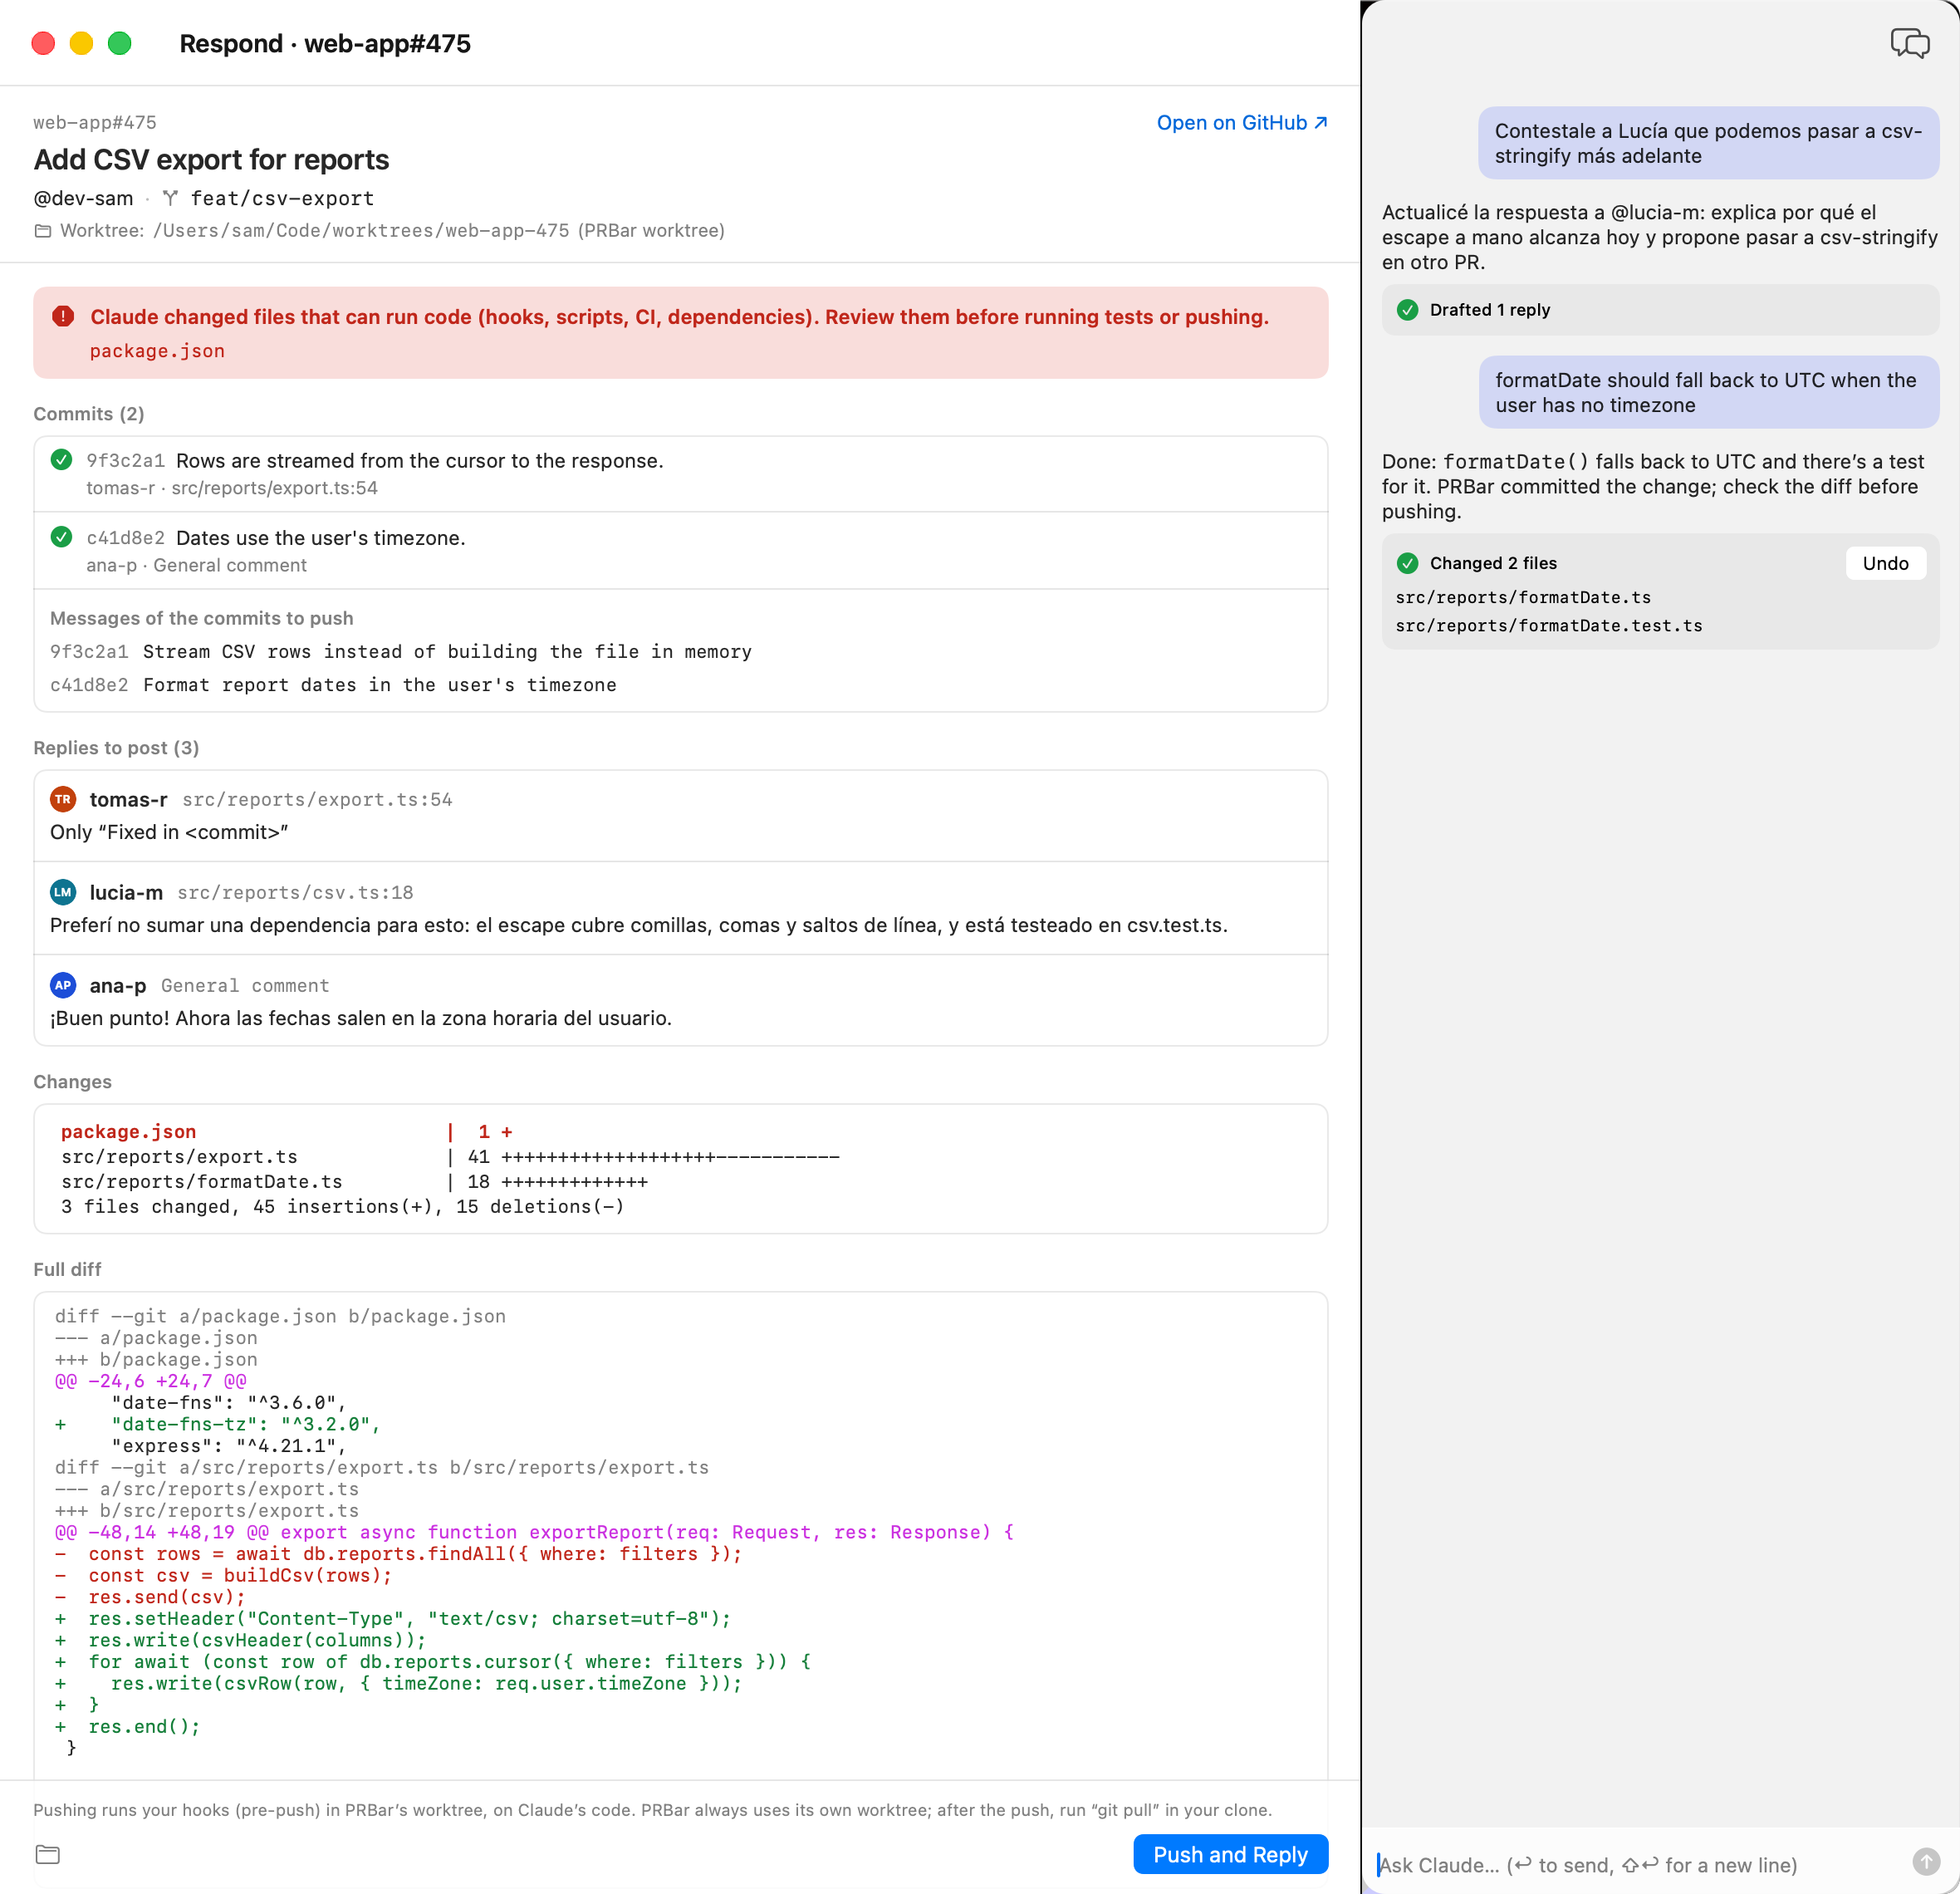 Respond · web-app#475
web-app#475
Open on GitHub ↗
Add CSV export for reports
@dev-sam · feat/csv-export
Worktree: /Users/sam/Code/worktrees/web-app-475 (PRBar worktree)
Claude changed files that can run code (hooks, scripts, CI, dependencies). Review them before running tests or pushing.
package.json
Commits (2)
9f3c2a1 Rows are streamed from the cursor to the response.
tomas-r · src/reports/export.ts:54
c41d8e2 Dates use the user's timezone.
ana-p · General comment
Messages of the commits to push
9f3c2a1 Stream CSV rows instead of building the file in memory
c41d8e2 Format report dates in the user's timezone
Replies to post (3)
TR tomas-r src/reports/export.ts:54
Only “Fixed in <commit>”
LM lucia-m src/reports/csv.ts:18
Preferí no sumar una dependencia para esto: el escape cubre comillas, comas y saltos de línea, y está testeado en csv.test.ts.
AP ana-p General comment
¡Buen punto! Ahora las fechas salen en la zona horaria del usuario.
Changes
package.json | 1 +
src/reports/export.ts | 41 +++++++++++++++++++-----------
src/reports/formatDate.ts | 18 +++++++++++++
3 files changed, 45 insertions(+), 15 deletions(-)
Full diff
diff --git a/package.json b/package.json
--- a/package.json
+++ b/package.json
@@ -24,6 +24,7 @@
"date-fns": "^3.6.0",
+ "date-fns-tz": "^3.2.0",
"express": "^4.21.1",
diff --git a/src/reports/export.ts b/src/reports/export.ts
--- a/src/reports/export.ts
+++ b/src/reports/export.ts
@@ -48,14 +48,19 @@ export async function exportReport(req: Request, res: Response) {
- const rows = await db.reports.findAll({ where: filters });
- const csv = buildCsv(rows);
- res.send(csv);
+ res.setHeader("Content-Type", "text/csv; charset=utf-8");
+ res.write(csvHeader(columns));
+ for await (const row of db.reports.cursor({ where: filters })) {
+ res.write(csvRow(row, { timeZone: req.user.timeZone }));
+ }
+ res.end();
}
Pushing runs your hooks (pre-push) in PRBar’s worktree, on Claude’s code. PRBar always uses its own worktree; after the push, run “git pull” in your clone.
Push and Reply
Contestale a Lucía que podemos pasar a csv-
stringify más adelante
Actualicé la respuesta a @lucia-m: explica por qué el
escape a mano alcanza hoy y propone pasar a csv-stringify
en otro PR.
Drafted 1 reply
formatDate should fall back to UTC when the
user has no timezone
Done: formatDate() falls back to UTC and there’s a test
for it. PRBar committed the change; check the diff before
pushing.
Changed 2 files
Undo
src/reports/formatDate.ts
src/reports/formatDate.test.ts
Ask Claude… (↩ to send, ⇧↩ for a new line)